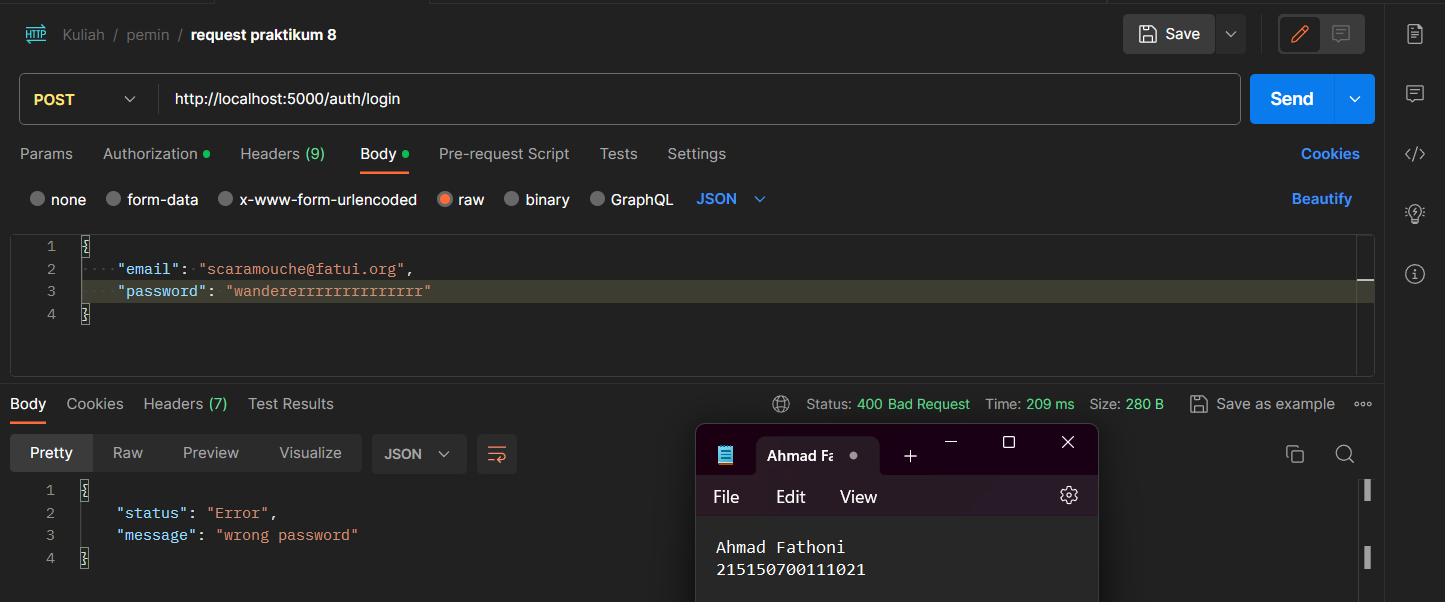 HTTP Kuliah / pemin / request praktikum 8 Save
POST http://localhost:5000/auth/login Send
Params Authorization Headers (9) Body Pre-request Script Tests Settings Cookies
none form-data x-www-form-urlencoded raw binary GraphQL JSON Beautify
1 {
2 "email": "scaramouche@fatui.org",
3 "password": "wandererrrrrrrrrrrrrrr"
4 }
Body Cookies Headers (7) Test Results Status: 400 Bad Request Time: 209 ms Size: 280 B Save as example
Pretty Raw Preview Visualize JSON
1 {
2 "status": "Error",
3 "message": "wrong password"
4 }
Ahmad Fa
File Edit View
Ahmad Fathoni
215150700111021